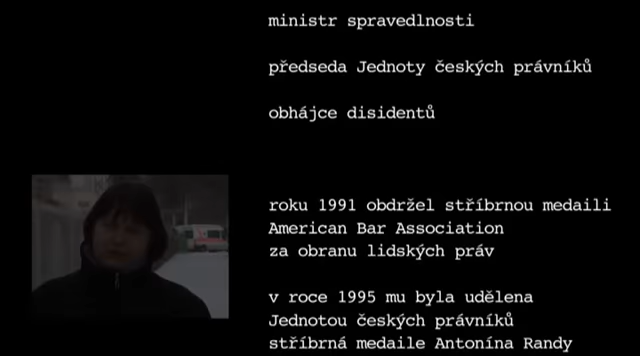 ministr spravedlnosti
předseda Jednoty českých právníků
obhájce disidentů
roku 1991 obdržel stříbrnou medaili
American Bar Association
za obranu lidských práv
v roce 1995 mu byla udělena
Jednotou českých právníků
stříbrná medaile Antonína Randy